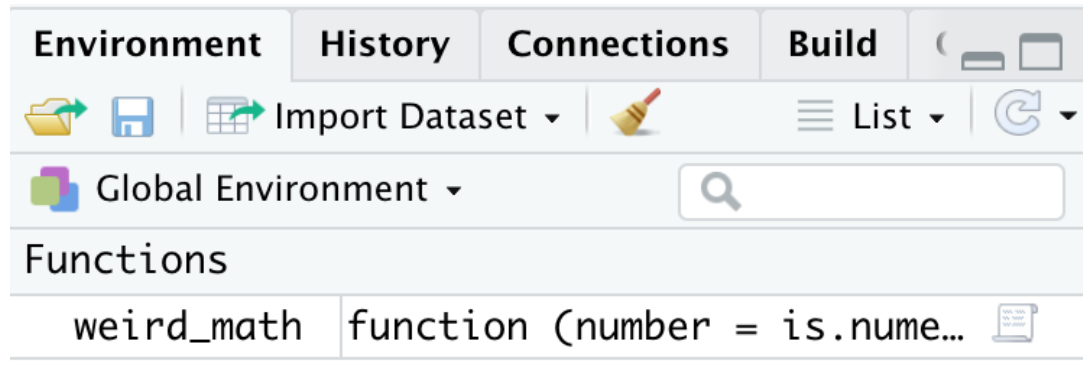 Environment History Connections Build
Import Dataset List
Global Environment
Functions
weird_math function (number = is.nume…